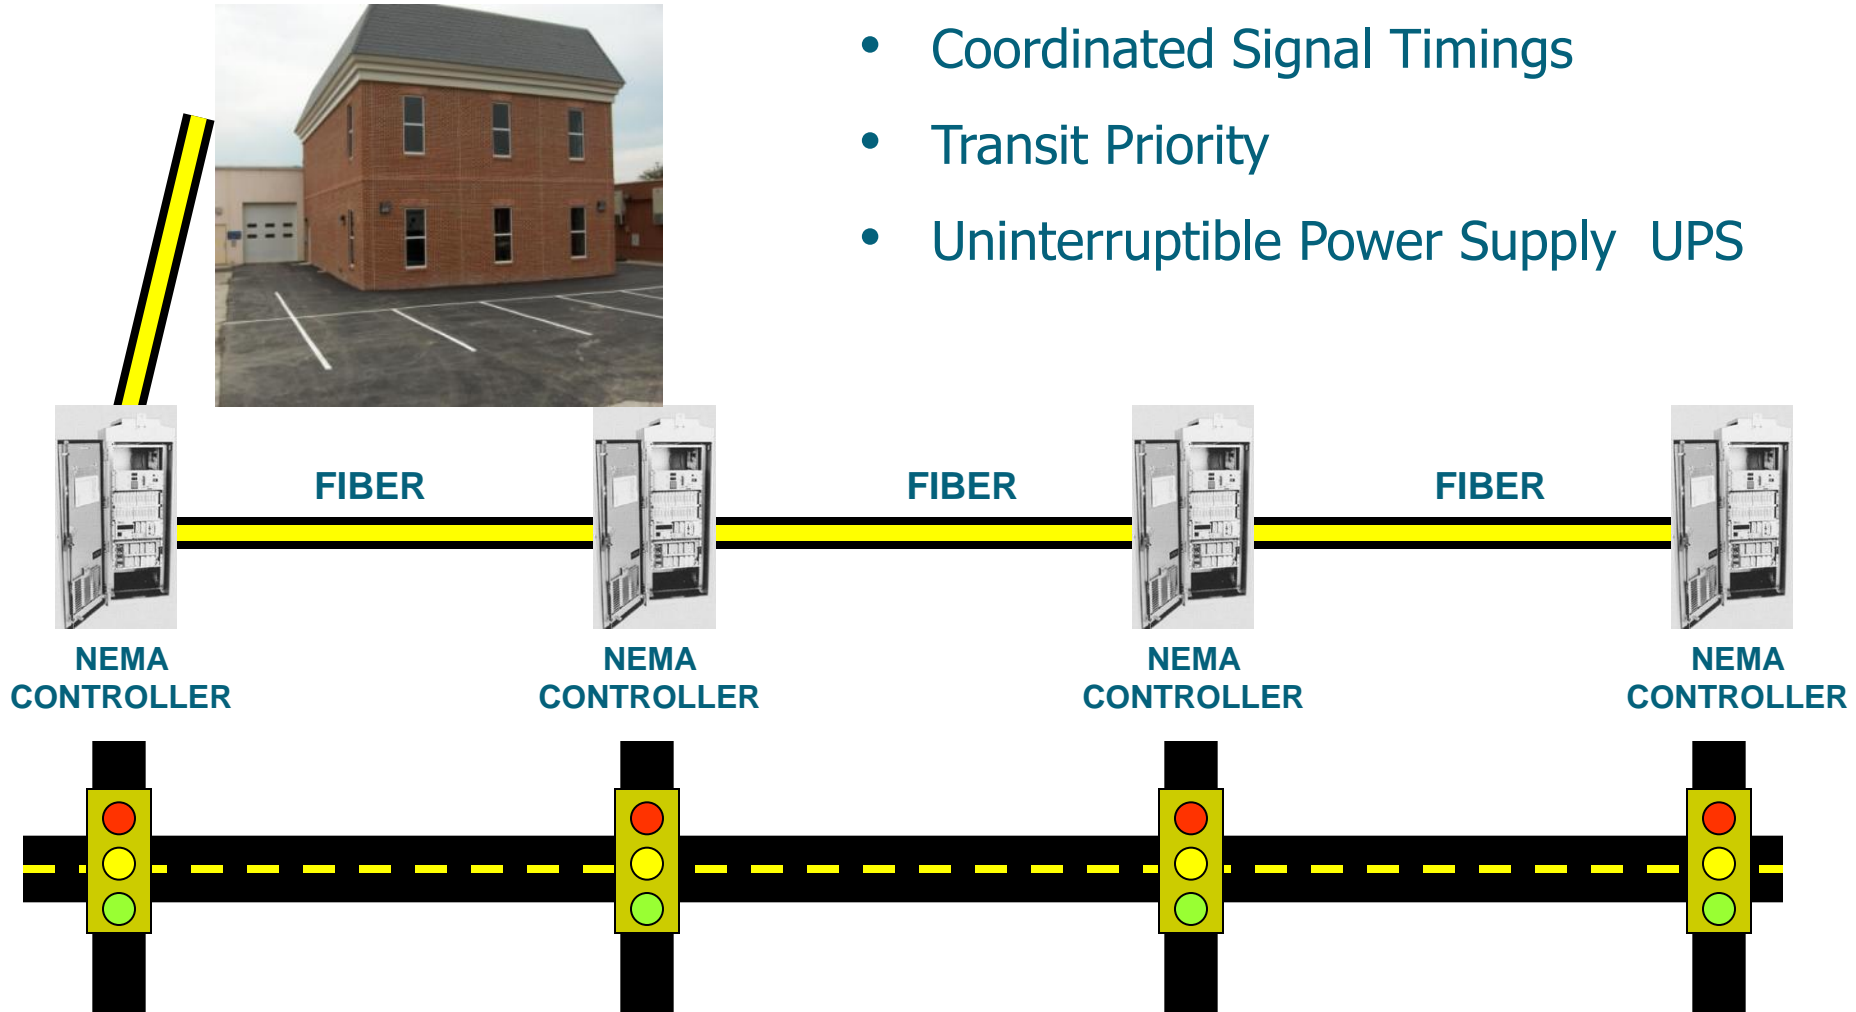 • Coordinated Signal Timings
• Transit Priority
• Uninterruptible Power Supply  UPS
FIBER FIBER FIBER
NEMA NEMA NEMA NEMA
CONTROLLER CONTROLLER CONTROLLER CONTROLLER